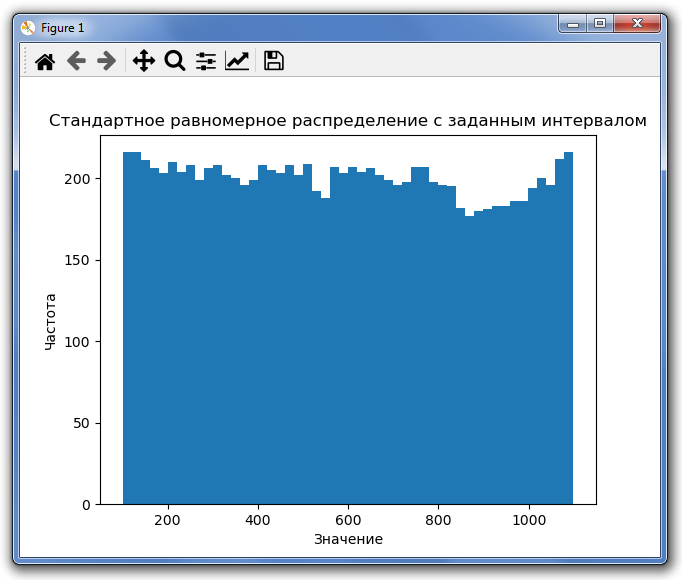 Figure 1
Стандартное равномерное распределение с заданным интервалом
200
150
100
50
0
Частота
200 400 600 800 1000
Значение